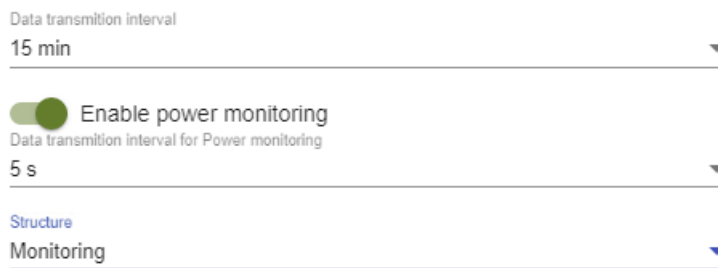 Data transmition interval
15 min
Enable power monitoring
Data transmition interval for Power monitoring
5 s
Structure
Monitoring